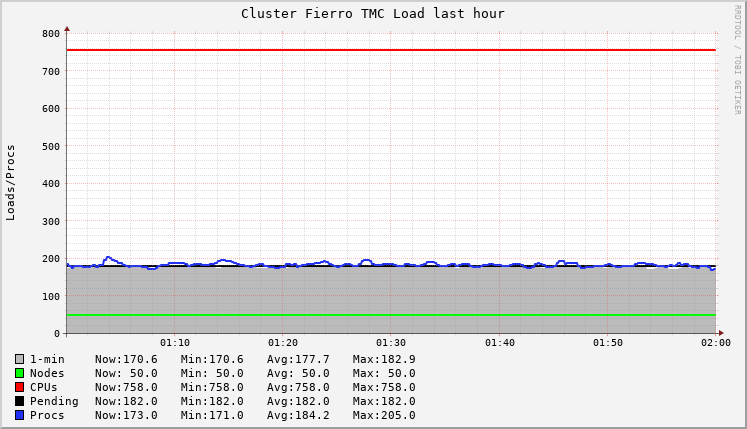 Cluster Fierro TMC Load last hour
RRDTOOL / TOBI OETIKER
Loads/Procs
800
700
600
500
400
300
200
100
0
01:10 01:20 01:30 01:40 01:50 02:00
1-min Now:170.6 Min:170.6 Avg:177.7 Max:182.9
Nodes Now: 50.0 Min: 50.0 Avg: 50.0 Max: 50.0
CPUs Now:758.0 Min:758.0 Avg:758.0 Max:758.0
Pending Now:182.0 Min:182.0 Avg:182.0 Max:182.0
Procs Now:173.0 Min:171.0 Avg:184.2 Max:205.0